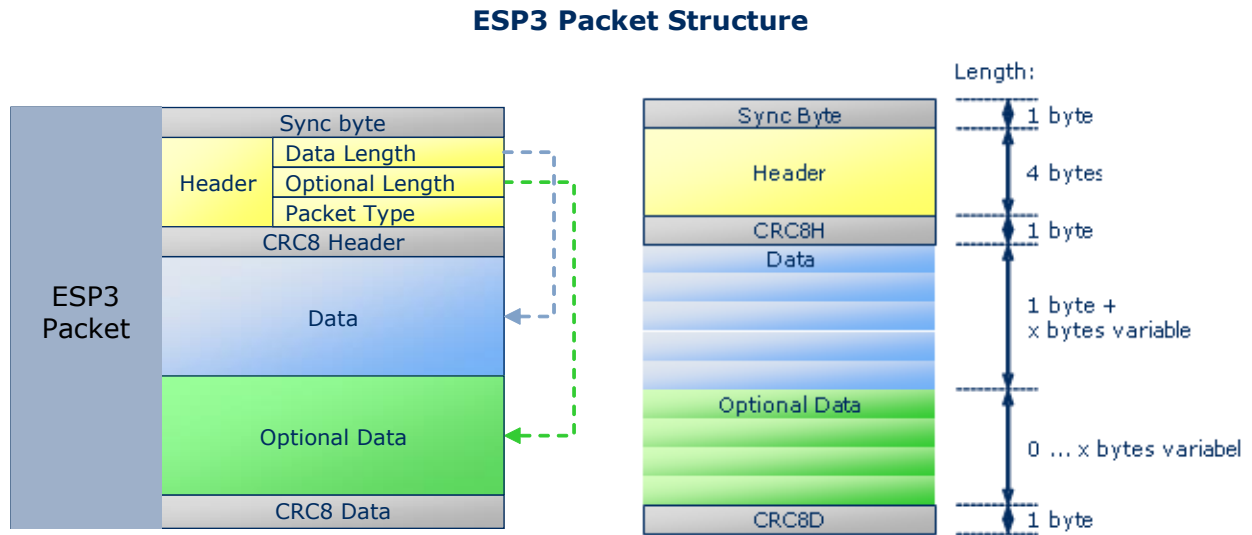 ESP3 Packet Structure
ESP3
Packet
Sync byte
Header
Data Length
Optional Length
Packet Type
CRC8 Header
Data
Optional Data
CRC8 Data
Length:
Sync Byte
1 byte
Header
4 bytes
CRC8H
1 byte
Data
1 byte +
x bytes variable
Optional Data
0 ... x bytes variabel
CRC8D
1 byte